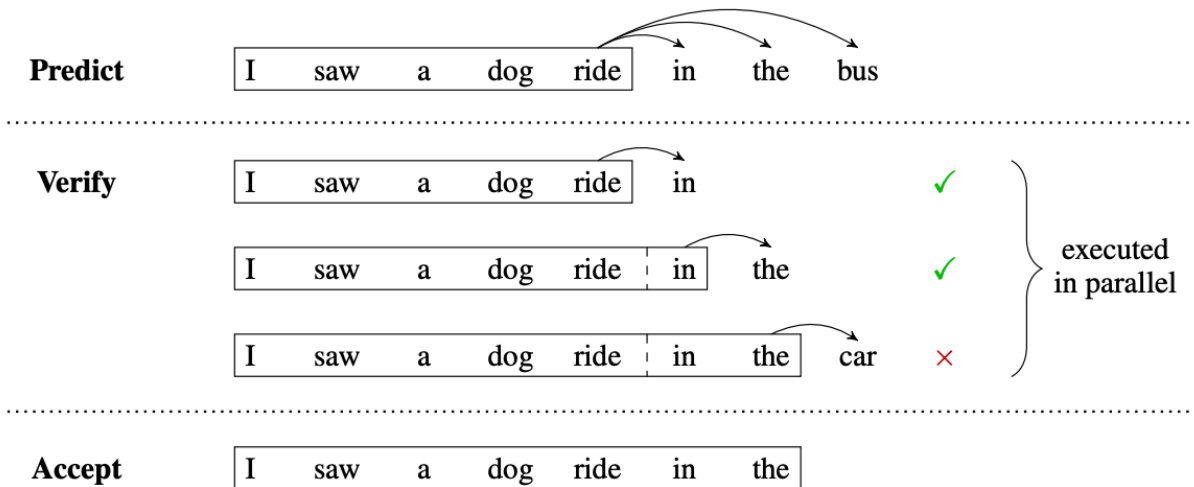 Predict I saw a dog ride in the bus
Verify I saw a dog ride in ✓
I saw a dog ride in the ✓
I saw a dog ride in the car ×
executed
in parallel
Accept I saw a dog ride in the